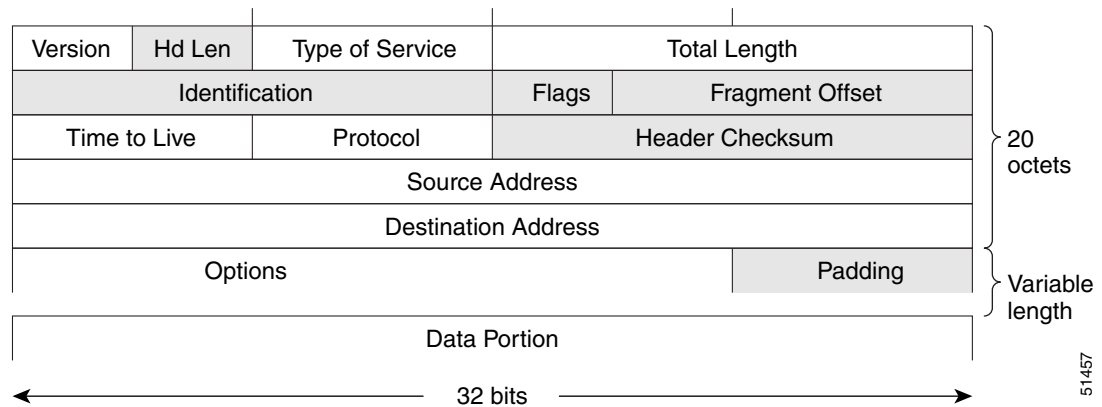 Version Hd Len Type of Service Total Length
Identification Flags Fragment Offset
Time to Live Protocol Header Checksum
20
octets
Source Address
Destination Address
Options Padding
Variable
length
Data Portion
32 bits
51457